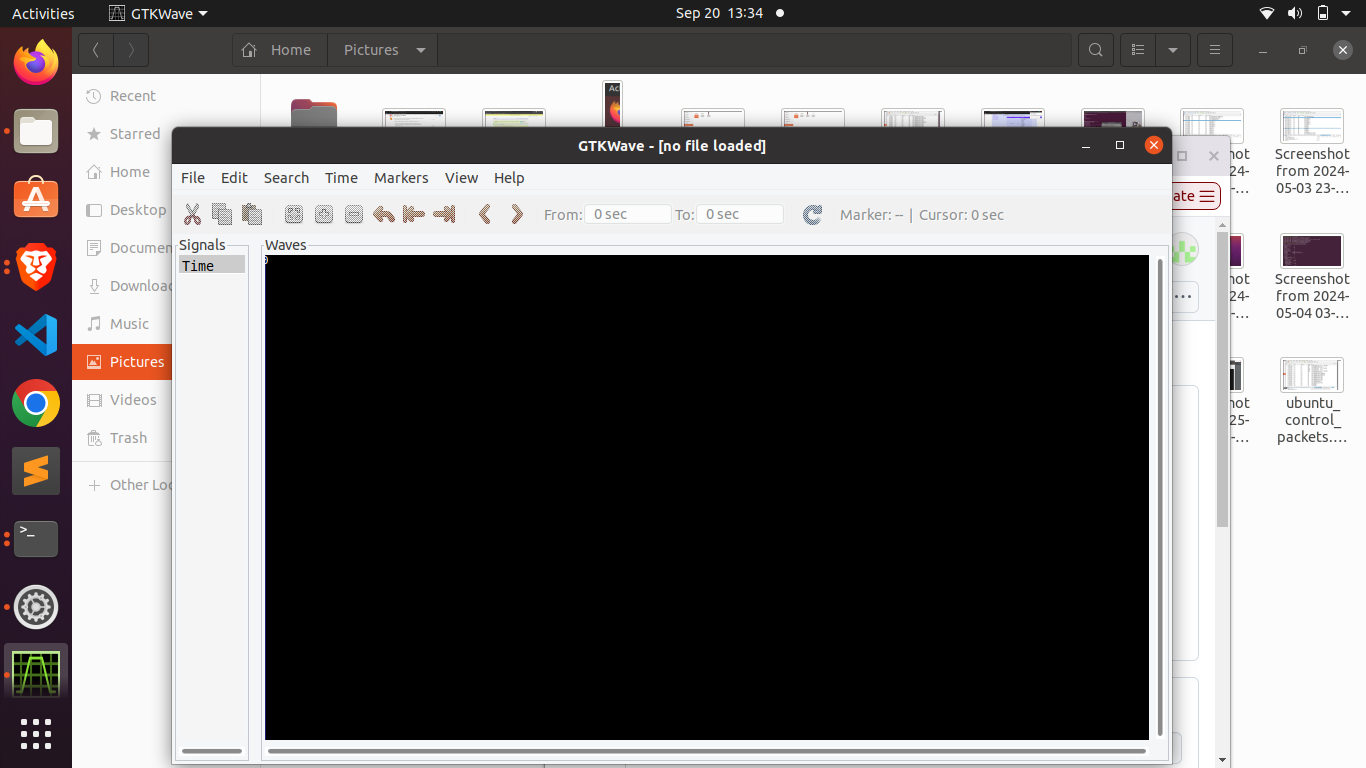 Activities
GTKWave
Sep 20 13:34
Home
Pictures
Recent
Starred
Home
Desktop
Documen
Downloa
Music
Pictures
Videos
Trash
Other Loc
GTKWave - [no file loaded]
File Edit Search Time Markers View Help
From: 0 sec To: 0 sec Marker: -- | Cursor: 0 sec
Signals
Time
Waves
0
Screenshot
from 2024-
05-03 23-...
Screenshot
from 2024-
05-04 03-...
ubuntu_
control_
packets....
hot
24-
-...
ate
hot
24-
-...
hot
25-
-...